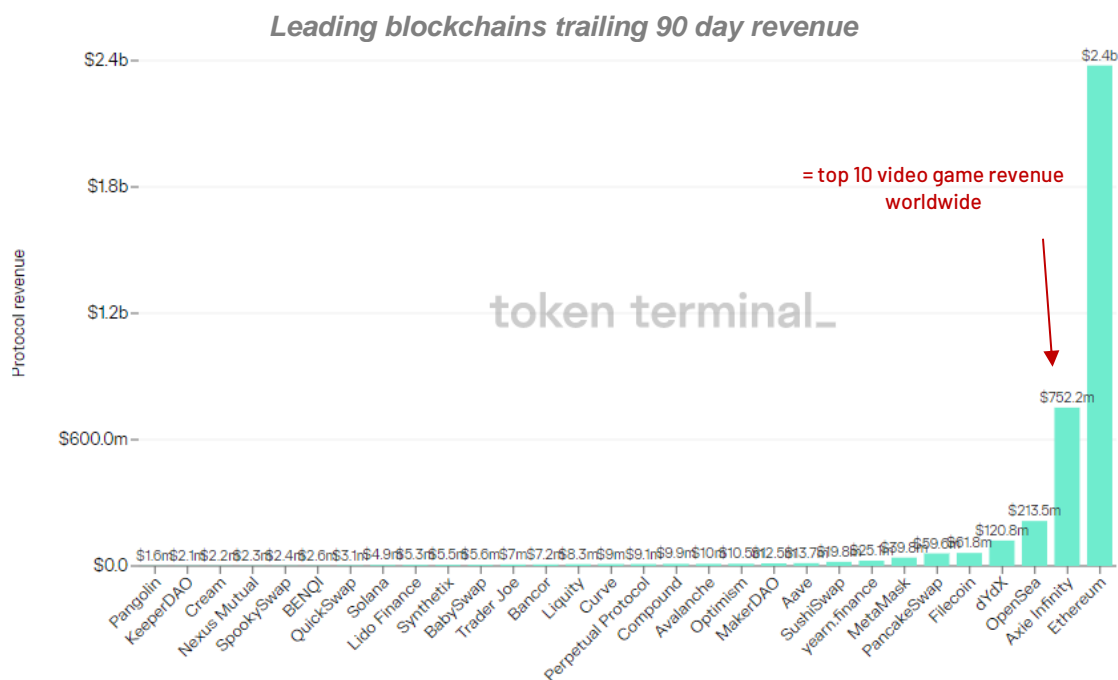 Leading blockchains trailing 90 day revenue
$2.4b
$1.8b
$1.2b
$600.0m
$0.0
Protocol revenue
= top 10 video game revenue
worldwide
token terminal_
$1.6m
$2.1m
$2.2m
$2.3m
$2.4m
$2.6m
$3.1m
$4.9m
$5.3m
$5.5m
$5.6m
$7m
$7.2m
$8.3m
$9m
$9.1m
$9.9m
$10m
$10.5m
$12.5m
$13.7m
$19.8m
$25.1m
$39.8m
$59.6m
$61.8m
$120.8m
$213.5m
$752.2m
$2.4b
Pangolin
KeeperDAO
Cream
Nexus Mutual
SpookySwap
BENQI
QuickSwap
Solana
Lido Finance
Synthetix
BabySwap
Trader Joe
Bancor
Liquity
Curve
Perpetual Protocol
Compound
Avalanche
Optimism
MakerDAO
Aave
SushiSwap
yearn.finance
MetaMask
PancakeSwap
Filecoin
dYdX
OpenSea
Axie Infinity
Ethereum